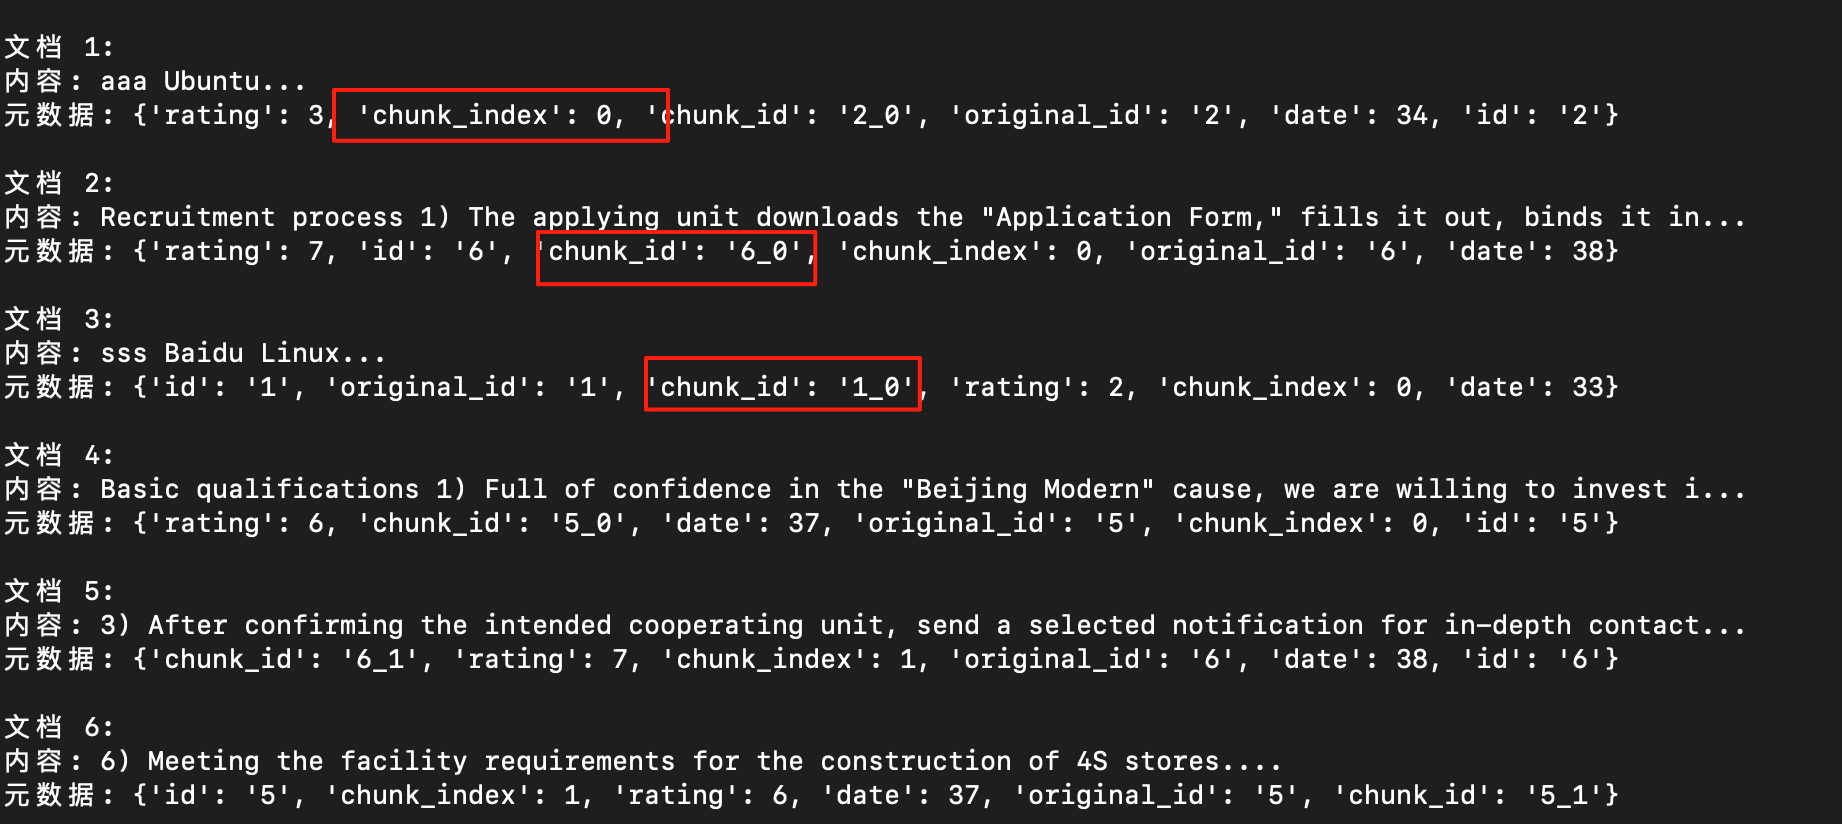 文档 1:
内容: aaa Ubuntu...
元数据: {'rating': 3, 'chunk_index': 0, 'chunk_id': '2_0', 'original_id': '2', 'date': 34, 'id': '2'}
文档 2:
内容: Recruitment process 1) The applying unit downloads the "Application Form," fills it out, binds it in...
元数据: {'rating': 7, 'id': '6', 'chunk_id': '6_0', 'chunk_index': 0, 'original_id': '6', 'date': 38}
文档 3:
内容: sss Baidu Linux...
元数据: {'id': '1', 'original_id': '1', 'chunk_id': '1_0', 'rating': 2, 'chunk_index': 0, 'date': 33}
文档 4:
内容: Basic qualifications 1) Full of confidence in the "Beijing Modern" cause, we are willing to invest i...
元数据: {'rating': 6, 'chunk_id': '5_0', 'date': 37, 'original_id': '5', 'chunk_index': 0, 'id': '5'}
文档 5:
内容: 3) After confirming the intended cooperating unit, send a selected notification for in-depth contact...
元数据: {'chunk_id': '6_1', 'rating': 7, 'chunk_index': 1, 'original_id': '6', 'date': 38, 'id': '6'}
文档 6:
内容: 6) Meeting the facility requirements for the construction of 4S stores....
元数据: {'id': '5', 'chunk_index': 1, 'rating': 6, 'date': 37, 'original_id': '5', 'chunk_id': '5_1'}